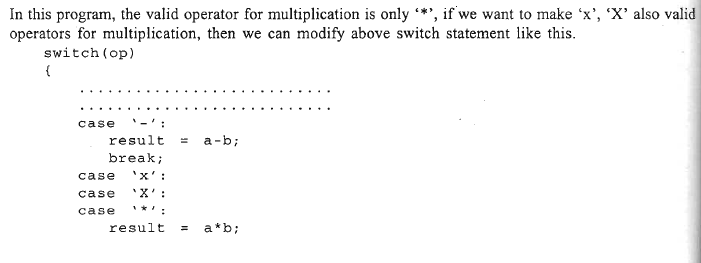 In this program, the valid operator for multiplication is only ‘*’, if we want to make ‘x’, ‘X’ also valid
operators for multiplication, then we can modify above switch statement like this.
switch(op)
{
. . . . . . . . . . . . . . . . . . . . . . . . . . .
. . . . . . . . . . . . . . . . . . . . . . . . . . .
case ‘-’:
result = a-b;
break;
case ‘x’:
case ‘X’:
case ‘*’:
result = a*b;